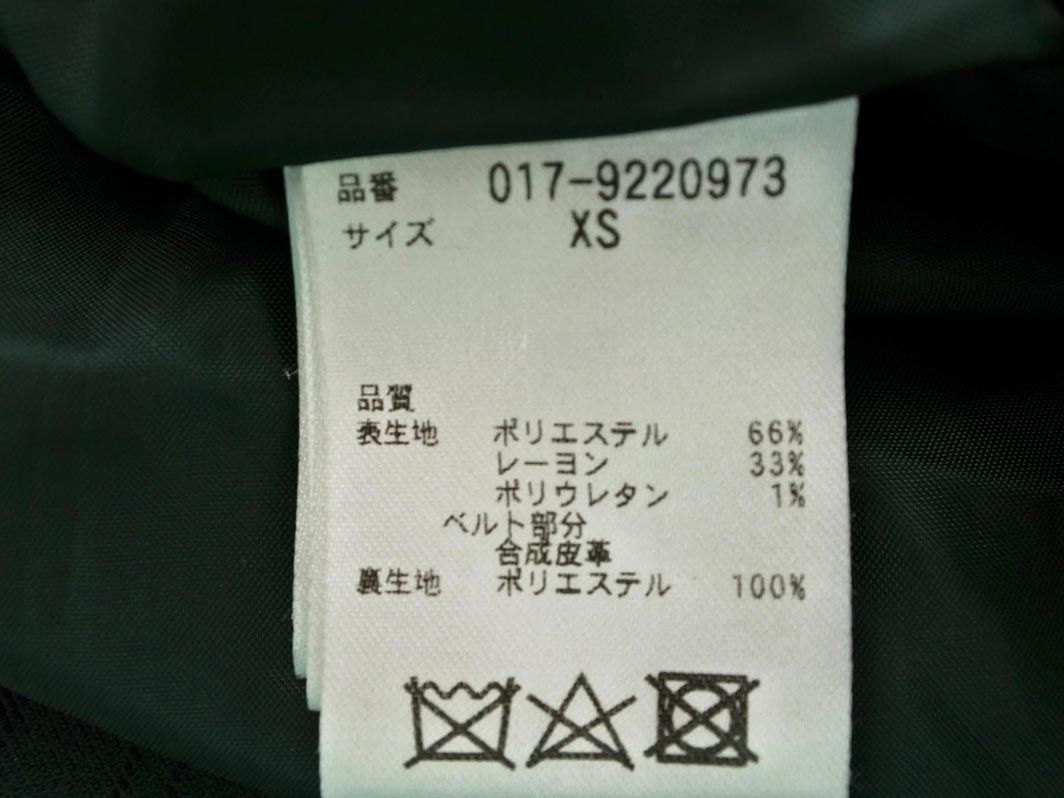 品番 017-9220973
サイズ XS
品質
表生地 ポリエステル 66%
レーヨン 33%
ポリウレタン 1%
ベルト部分
合成皮革
裏生地 ポリエステル 100%